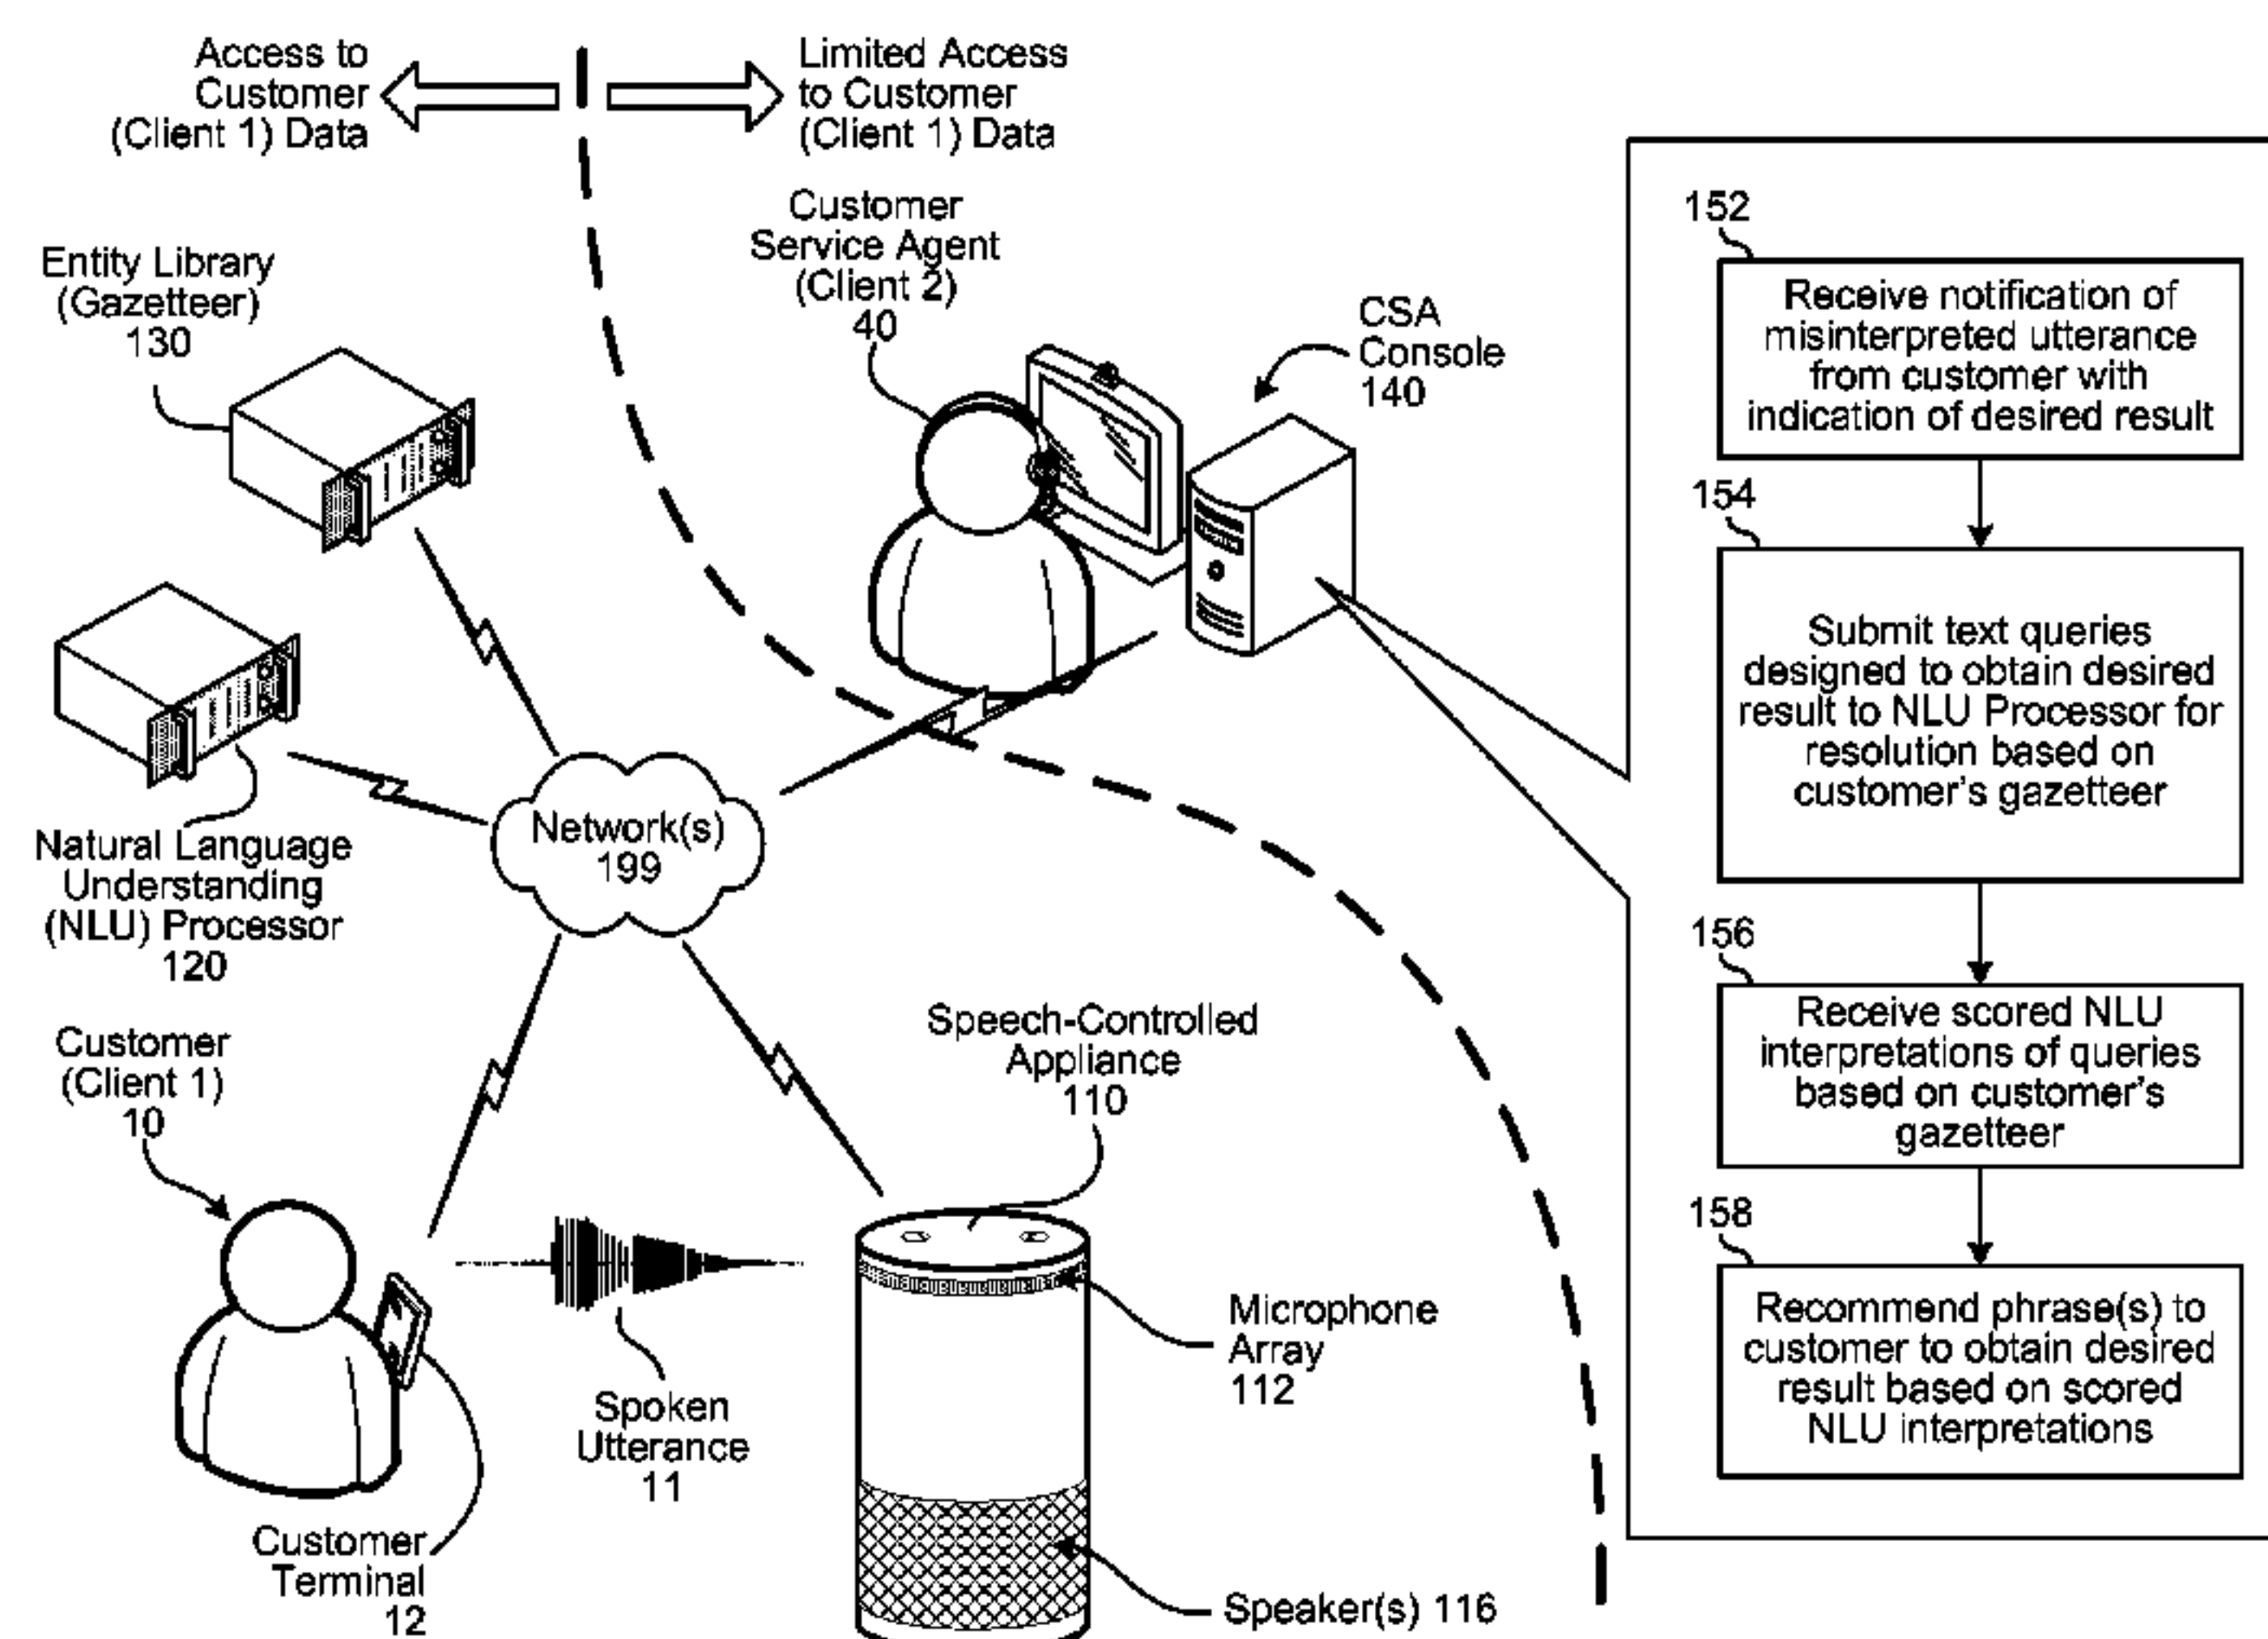 Access to
Customer
(Client 1) Data
Limited Access
to Customer
(Client 1) Data
Customer
Service Agent
(Client 2)
40
Entity Library
(Gazetteer)
130
CSA
Console
140
Natural Language
Understanding
(NLU) Processor
120
Network(s)
199
Customer
(Client 1)
10
Speech-Controlled
Appliance
110
Spoken
Utterance
11
Microphone
Array
112
Customer
Terminal
12
Speaker(s) 116
152
Receive notification of
misinterpreted utterance
from customer with
indication of desired result
154
Submit text queries
designed to obtain desired
result to NLU Processor for
resolution based on
customer's gazetteer
156
Receive scored NLU
interpretations of queries
based on customer's
gazetteer
158
Recommend phrase(s) to
customer to obtain desired
result based on scored
NLU interpretations